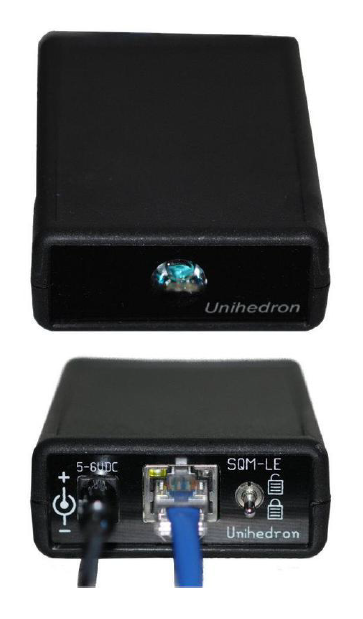 Unihedron
5-6VDC
SQM-LE
+
-
Unihedron